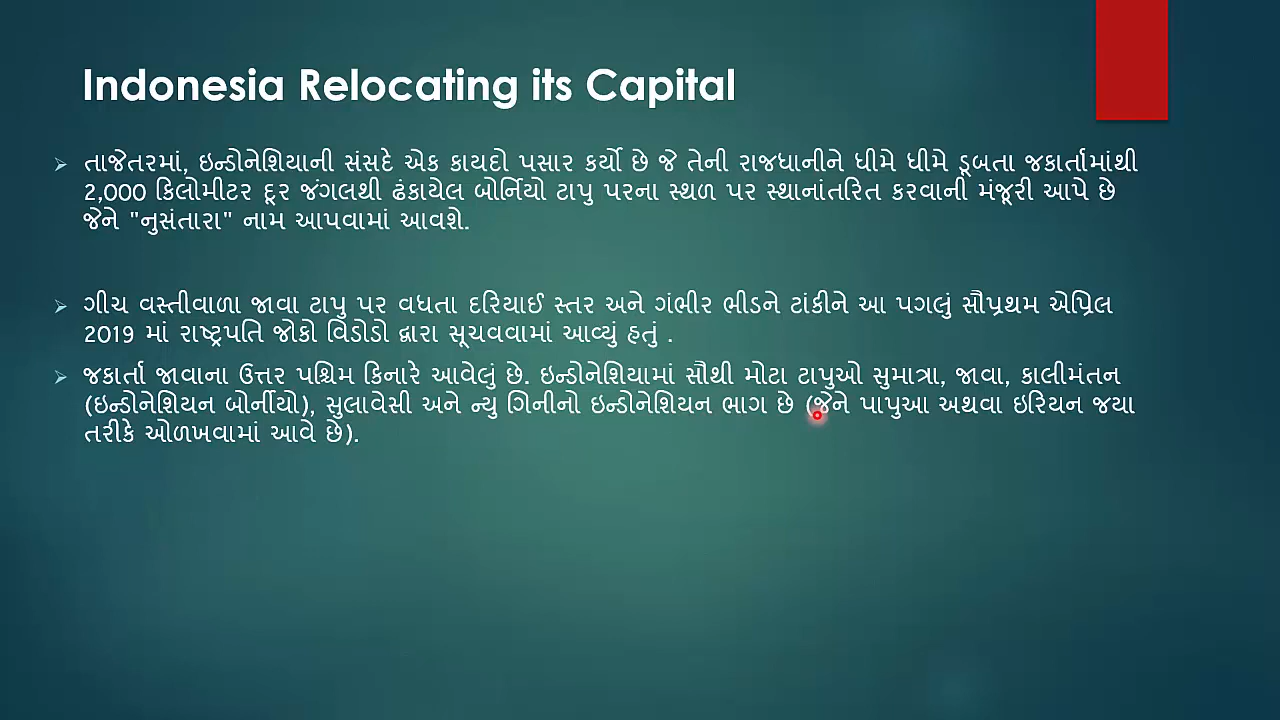 Indonesia Relocating its Capital
તાજેતરમાં, ઇન્ડોનેશિયાની સંસદે એક કાયદો પસાર કર્યો છે જે તેની રાજધાનીને ધીમે ધીમે ડૂબતા જકાર્તામાંથી
2,000 કિલોમીટર દૂર જંગલથી ઢંકાયેલ બોર્નિયો ટાપુ પરના સ્થળ પર સ્થાનાંતરિત કરવાની મંજૂરી આપે છે
જેને "નુસંતારા" નામ આપવામાં આવશે.
ગીચ વસ્તીવાળા જાવા ટાપુ પર વધતા દરિયાઈ સ્તર અને ગંભીર ભીડને ટાંકીને આ પગલું સૌપ્રથમ એપ્રિલ
2019 માં રાષ્ટ્રપતિ જોકો વિડોડો દ્વારા સૂચવવામાં આવ્યું હતું .
જકાર્તા જાવાના ઉત્તર પશ્ચિમ કિનારે આવેલું છે. ઇન્ડોનેશિયામાં સૌથી મોટા ટાપુઓ સુમાત્રા, જાવા, કાલીમંતન
(ઇન્ડોનેશિયન બોર્નીયો), સુલાવેસી અને ન્યુ ગિનીનો ઇન્ડોનેશિયન ભાગ છે (જેને પાપુઆ અથવા ઇરિયન જયા
તરીકે ઓળખવામાં આવે છે).